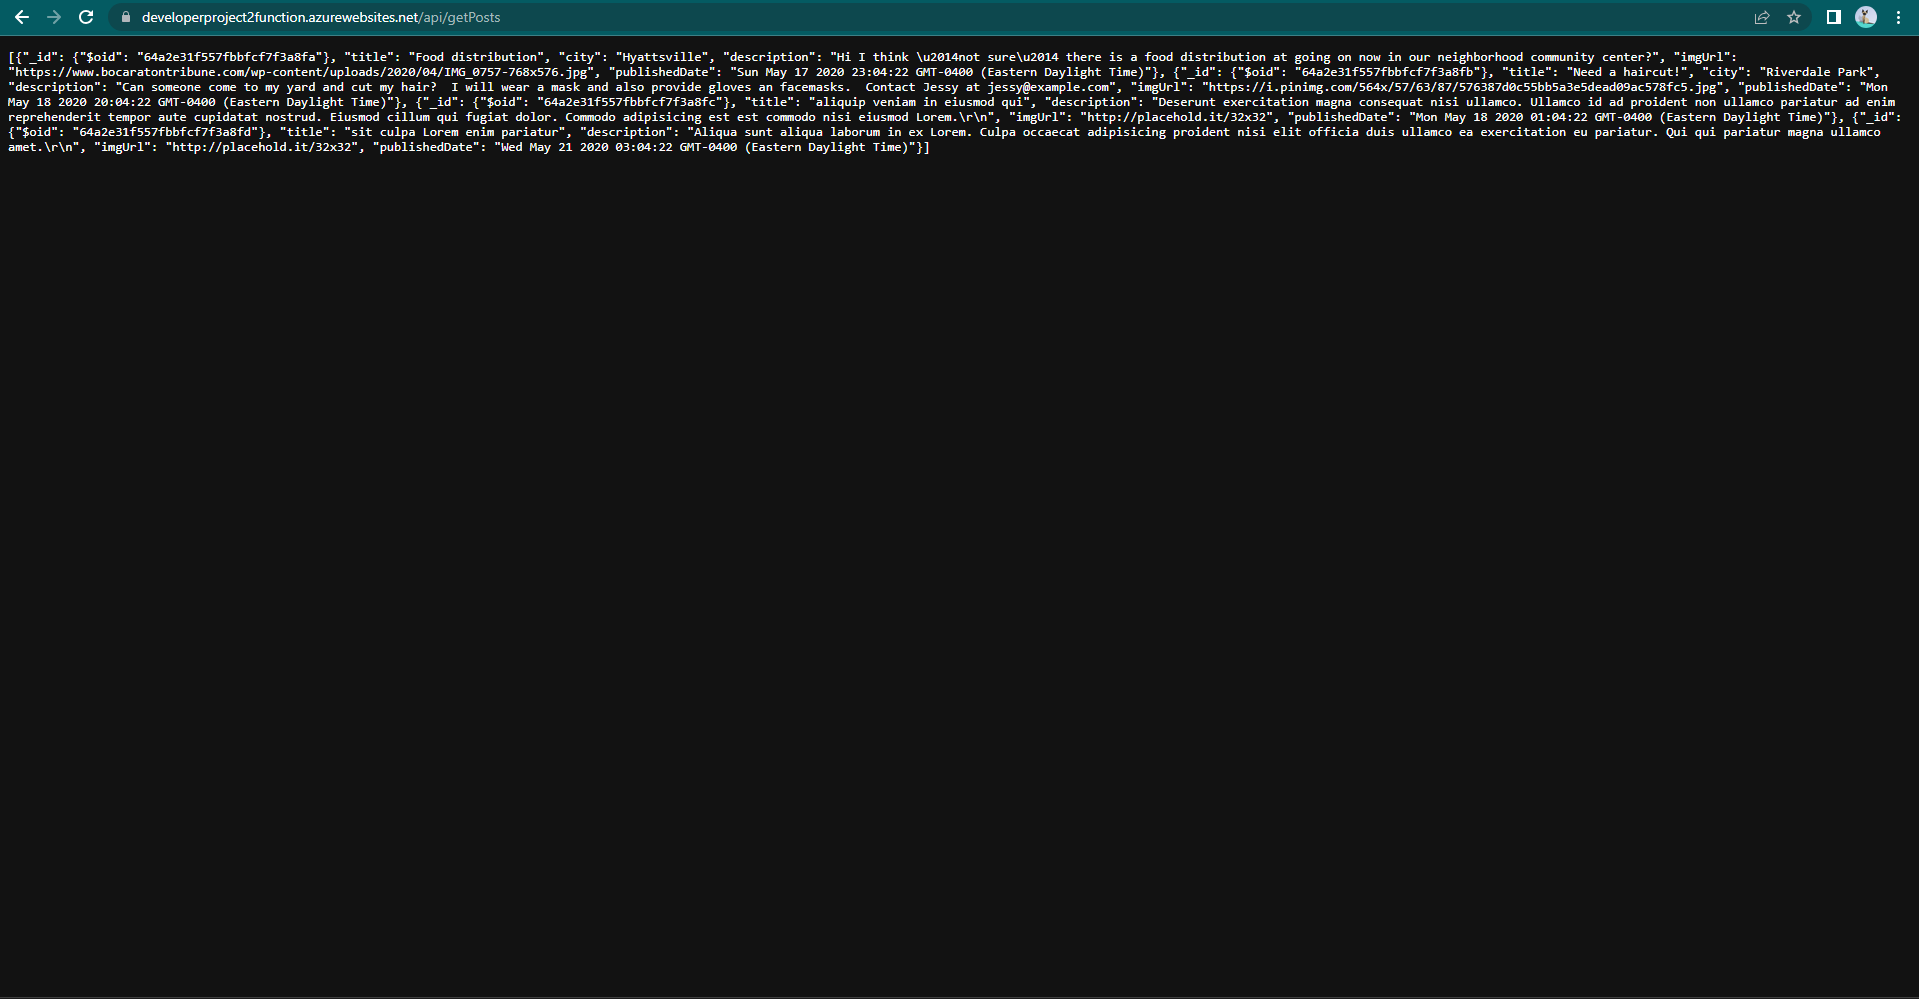 developerproject2function.azurewebsites.net/api/getPosts
[{"_id": {"$oid": "64a2e31f557fbbfcf7f3a8fa"}, "title": "Food distribution", "city": "Hyattsville", "description": "Hi I think \u2014not sure\u2014 there is a food distribution at going on now in our neighborhood community center?", "imgUrl":
"https://www.bocaratontribune.com/wp-content/uploads/2020/04/IMG_0757-768x576.jpg", "publishedDate": "Sun May 17 2020 23:04:22 GMT-0400 (Eastern Daylight Time)"}, {"_id": {"$oid": "64a2e31f557fbbfcf7f3a8fb"}, "title": "Need a haircut!", "city": "Riverdale Park",
"description": "Can someone come to my yard and cut my hair?  I will wear a mask and also provide gloves an facemasks.  Contact Jessy at jessy@example.com", "imgUrl": "https://i.pinimg.com/564x/57/63/87/576387d0c55bb5a3e5dead09ac578fc5.jpg", "publishedDate": "Mon
May 18 2020 20:04:22 GMT-0400 (Eastern Daylight Time)"}, {"_id": {"$oid": "64a2e31f557fbbfcf7f3a8fc"}, "title": "aliquip veniam in eiusmod qui", "description": "Deserunt exercitation magna consequat nisi ullamco. Ullamco id ad proident non ullamco pariatur ad enim
reprehenderit tempor aute cupidatat nostrud. Eiusmod cillum qui fugiat dolor. Commodo adipisicing est est commodo nisi eiusmod Lorem.\r\n", "imgUrl": "http://placehold.it/32x32", "publishedDate": "Mon May 18 2020 01:04:22 GMT-0400 (Eastern Daylight Time)"}, {"_id":
{"$oid": "64a2e31f557fbbfcf7f3a8fd"}, "title": "sit culpa Lorem enim pariatur", "description": "Aliqua sunt aliqua laborum in ex Lorem. Culpa occaecat adipisicing proident nisi elit officia duis ullamco ea exercitation eu pariatur. Qui qui pariatur magna ullamco
amet.\r\n", "imgUrl": "http://placehold.it/32x32", "publishedDate": "Wed May 21 2020 03:04:22 GMT-0400 (Eastern Daylight Time)"}]